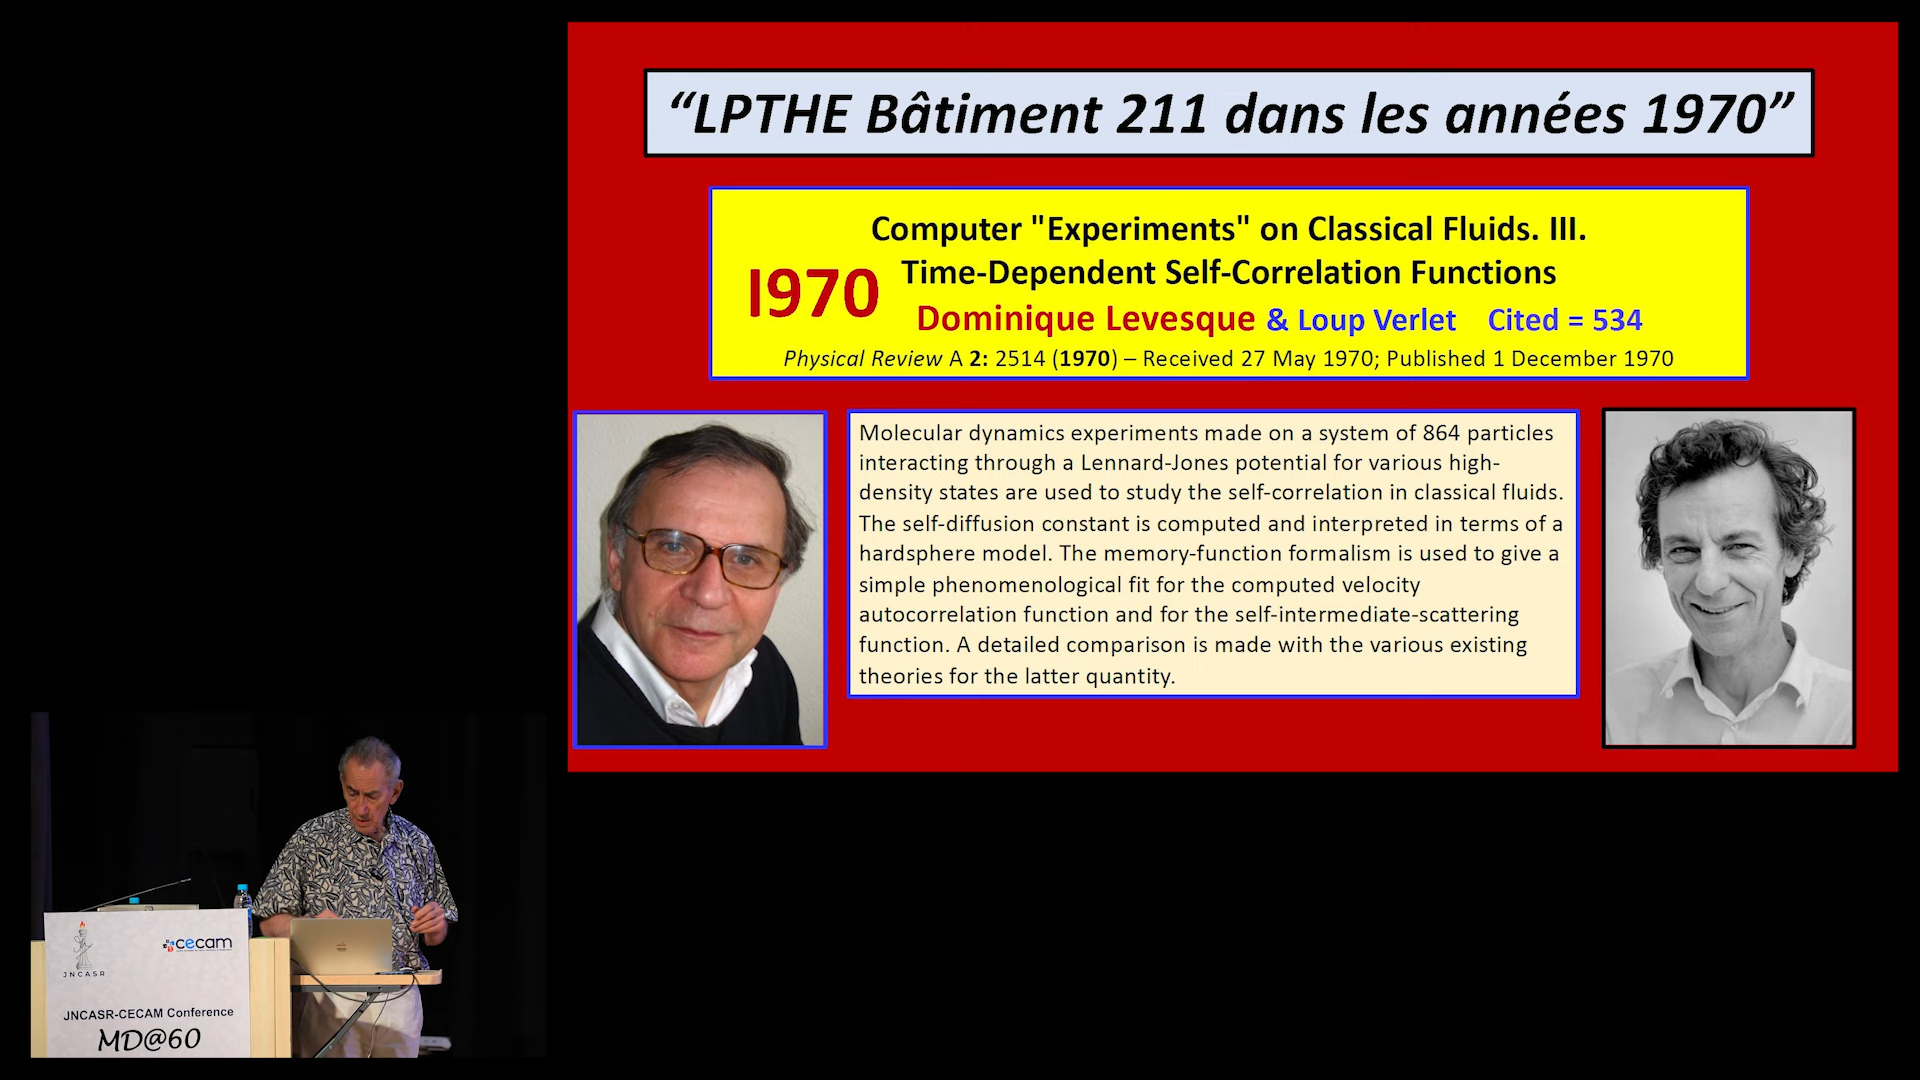 “LPTHE Bâtiment 211 dans les années 1970”
Computer "Experiments" on Classical Fluids. III.
I970 Time-Dependent Self-Correlation Functions
Dominique Levesque & Loup Verlet Cited = 534
Physical Review A 2: 2514 (1970) – Received 27 May 1970; Published 1 December 1970
Molecular dynamics experiments made on a system of 864 particles
interacting through a Lennard-Jones potential for various high-
density states are used to study the self-correlation in classical fluids.
The self-diffusion constant is computed and interpreted in terms of a
hardsphere model. The memory-function formalism is used to give a
simple phenomenological fit for the computed velocity
autocorrelation function and for the self-intermediate-scattering
function. A detailed comparison is made with the various existing
theories for the latter quantity.
cecam
JNCASR
JNCASR-CECAM Conference
MD@60